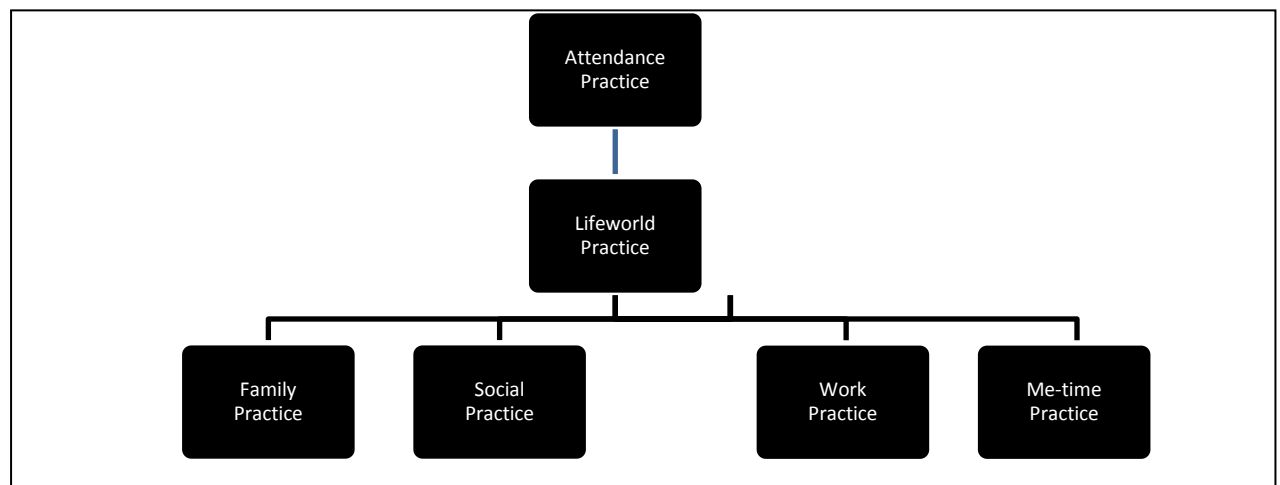 Attendance
Practice
Lifeworld
Practice
Family
Practice
Social
Practice
Work
Practice
Me-time
Practice